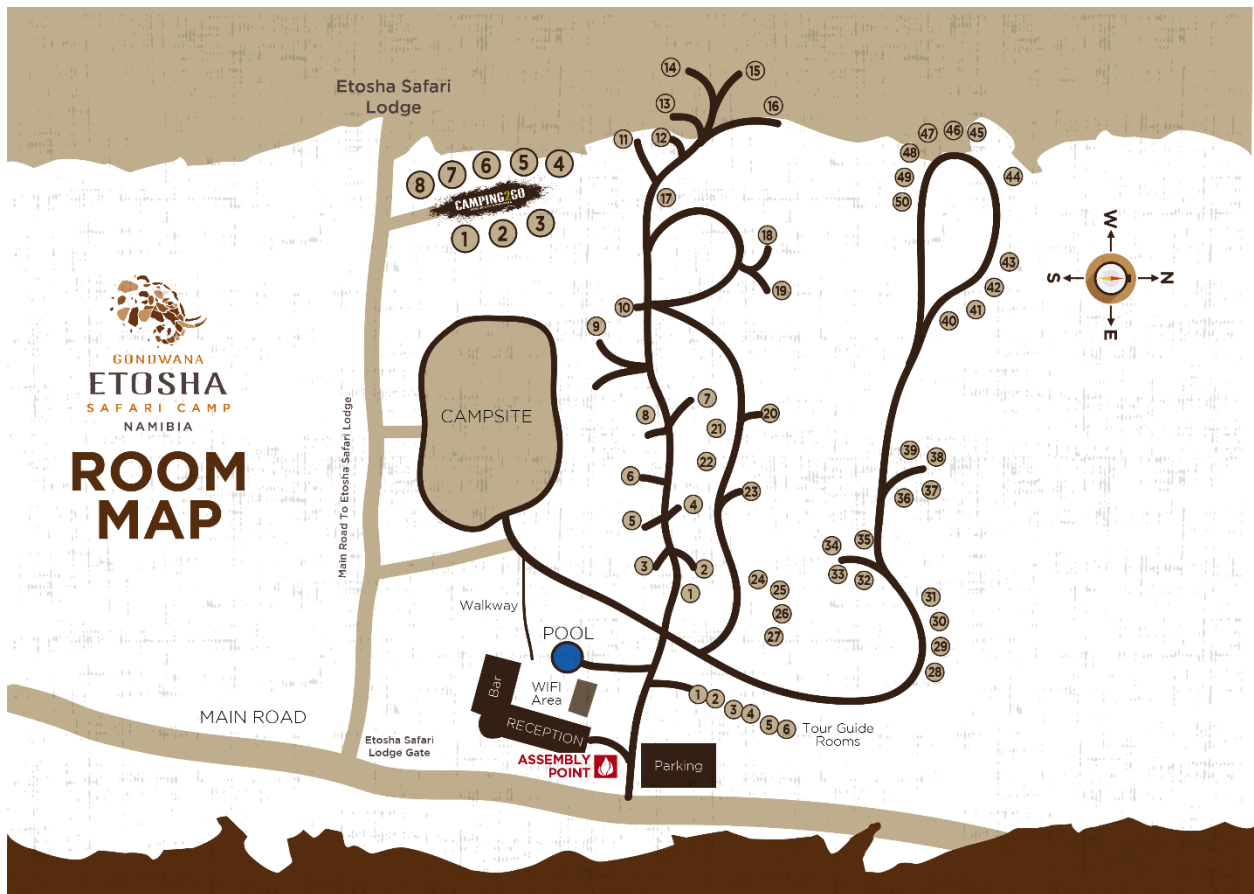 Etosha Safari
Lodge
8
7
6
5
4
CAMPING2GO
1
2
3
GONDWANA
ETOSHA
SAFARI CAMP
NAMIBIA
ROOM
MAP
Main Road To Etosha Safari Lodge
CAMPSITE
14
15
13
16
12
11
17
18
19
10
9
7
8
20
21
22
6
23
4
5
3
2
1
24
25
26
27
47
46
45
48
44
49
50
43
42
41
40
39
38
37
36
35
34
33
32
31
30
29
28
W
S
N
E
Walkway
POOL
Bar
WIFI
Area
RECEPTION
ASSEMBLY
POINT
Parking
1
2
3
4
5
6
Tour Guide
Rooms
MAIN ROAD
Etosha Safari
Lodge Gate